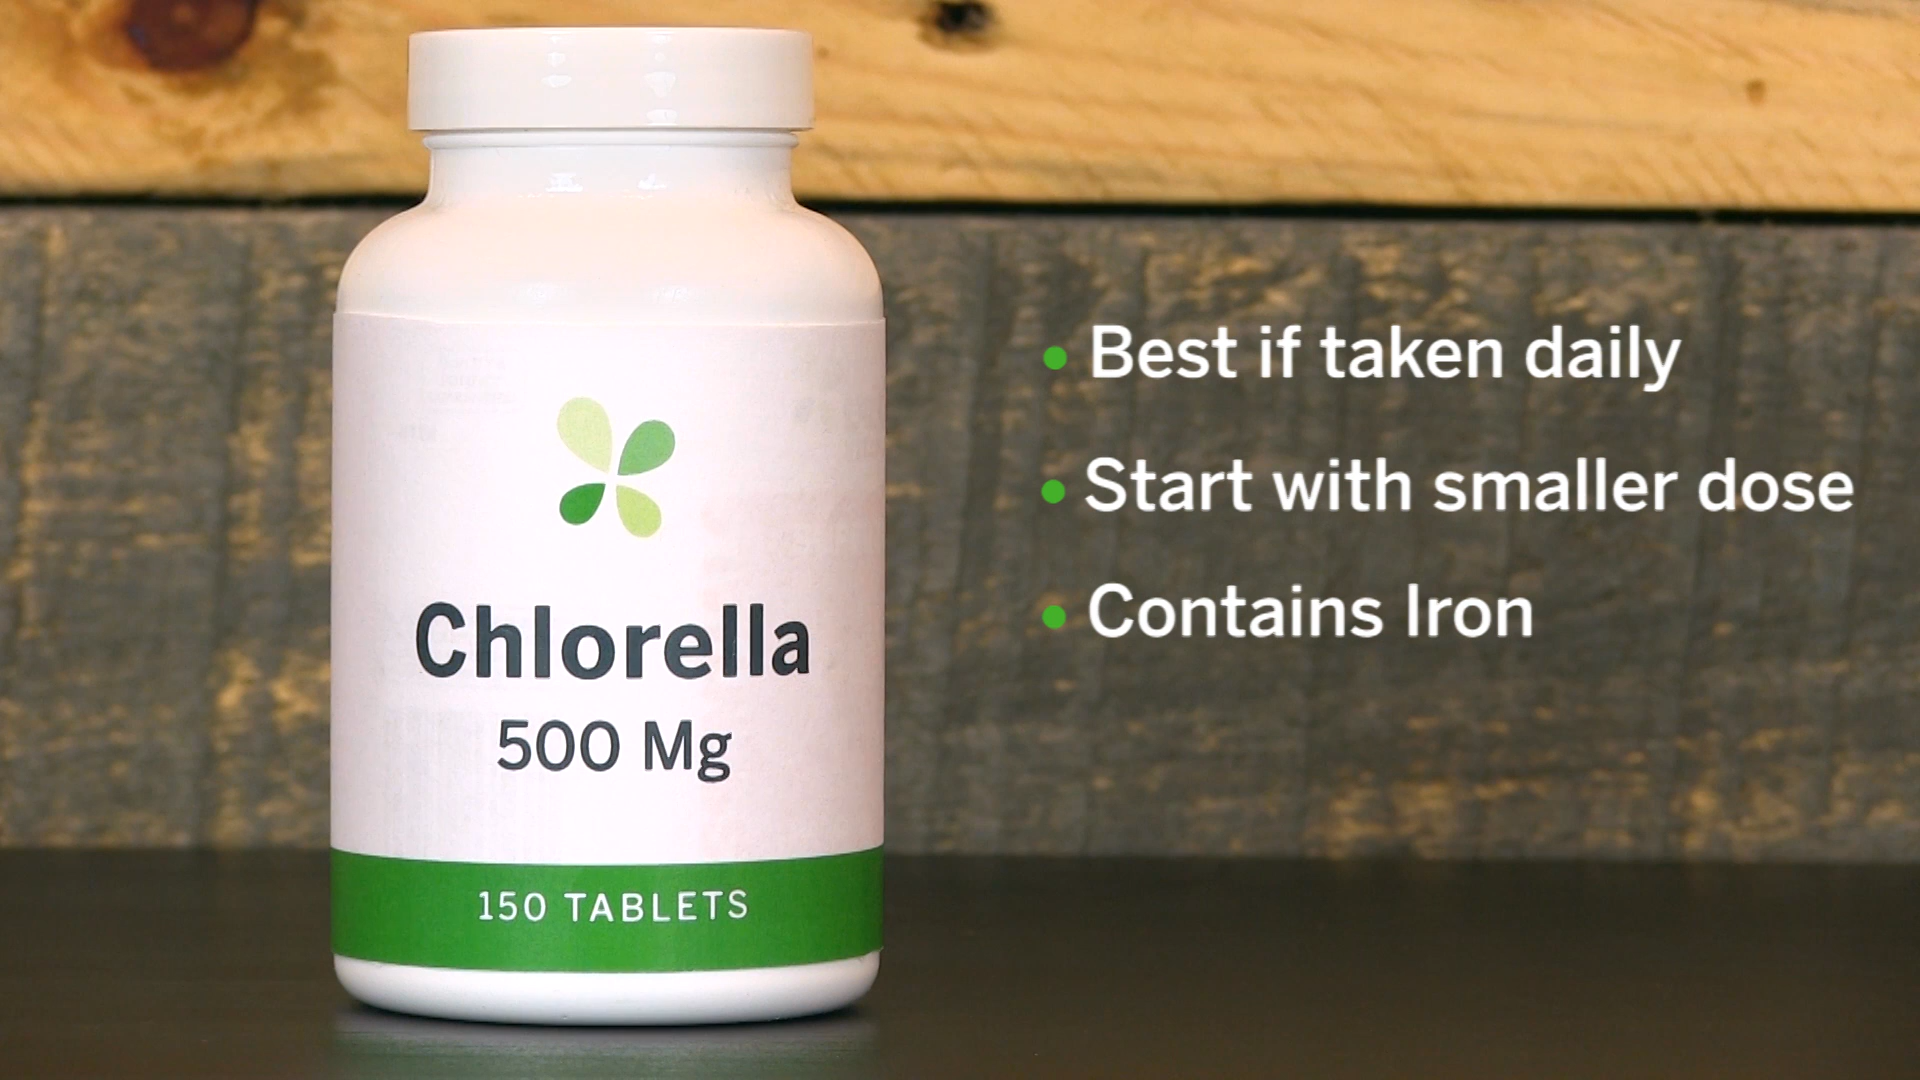 Chlorella
500 Mg
150 TABLETS
Best if taken daily
Start with smaller dose
Contains Iron